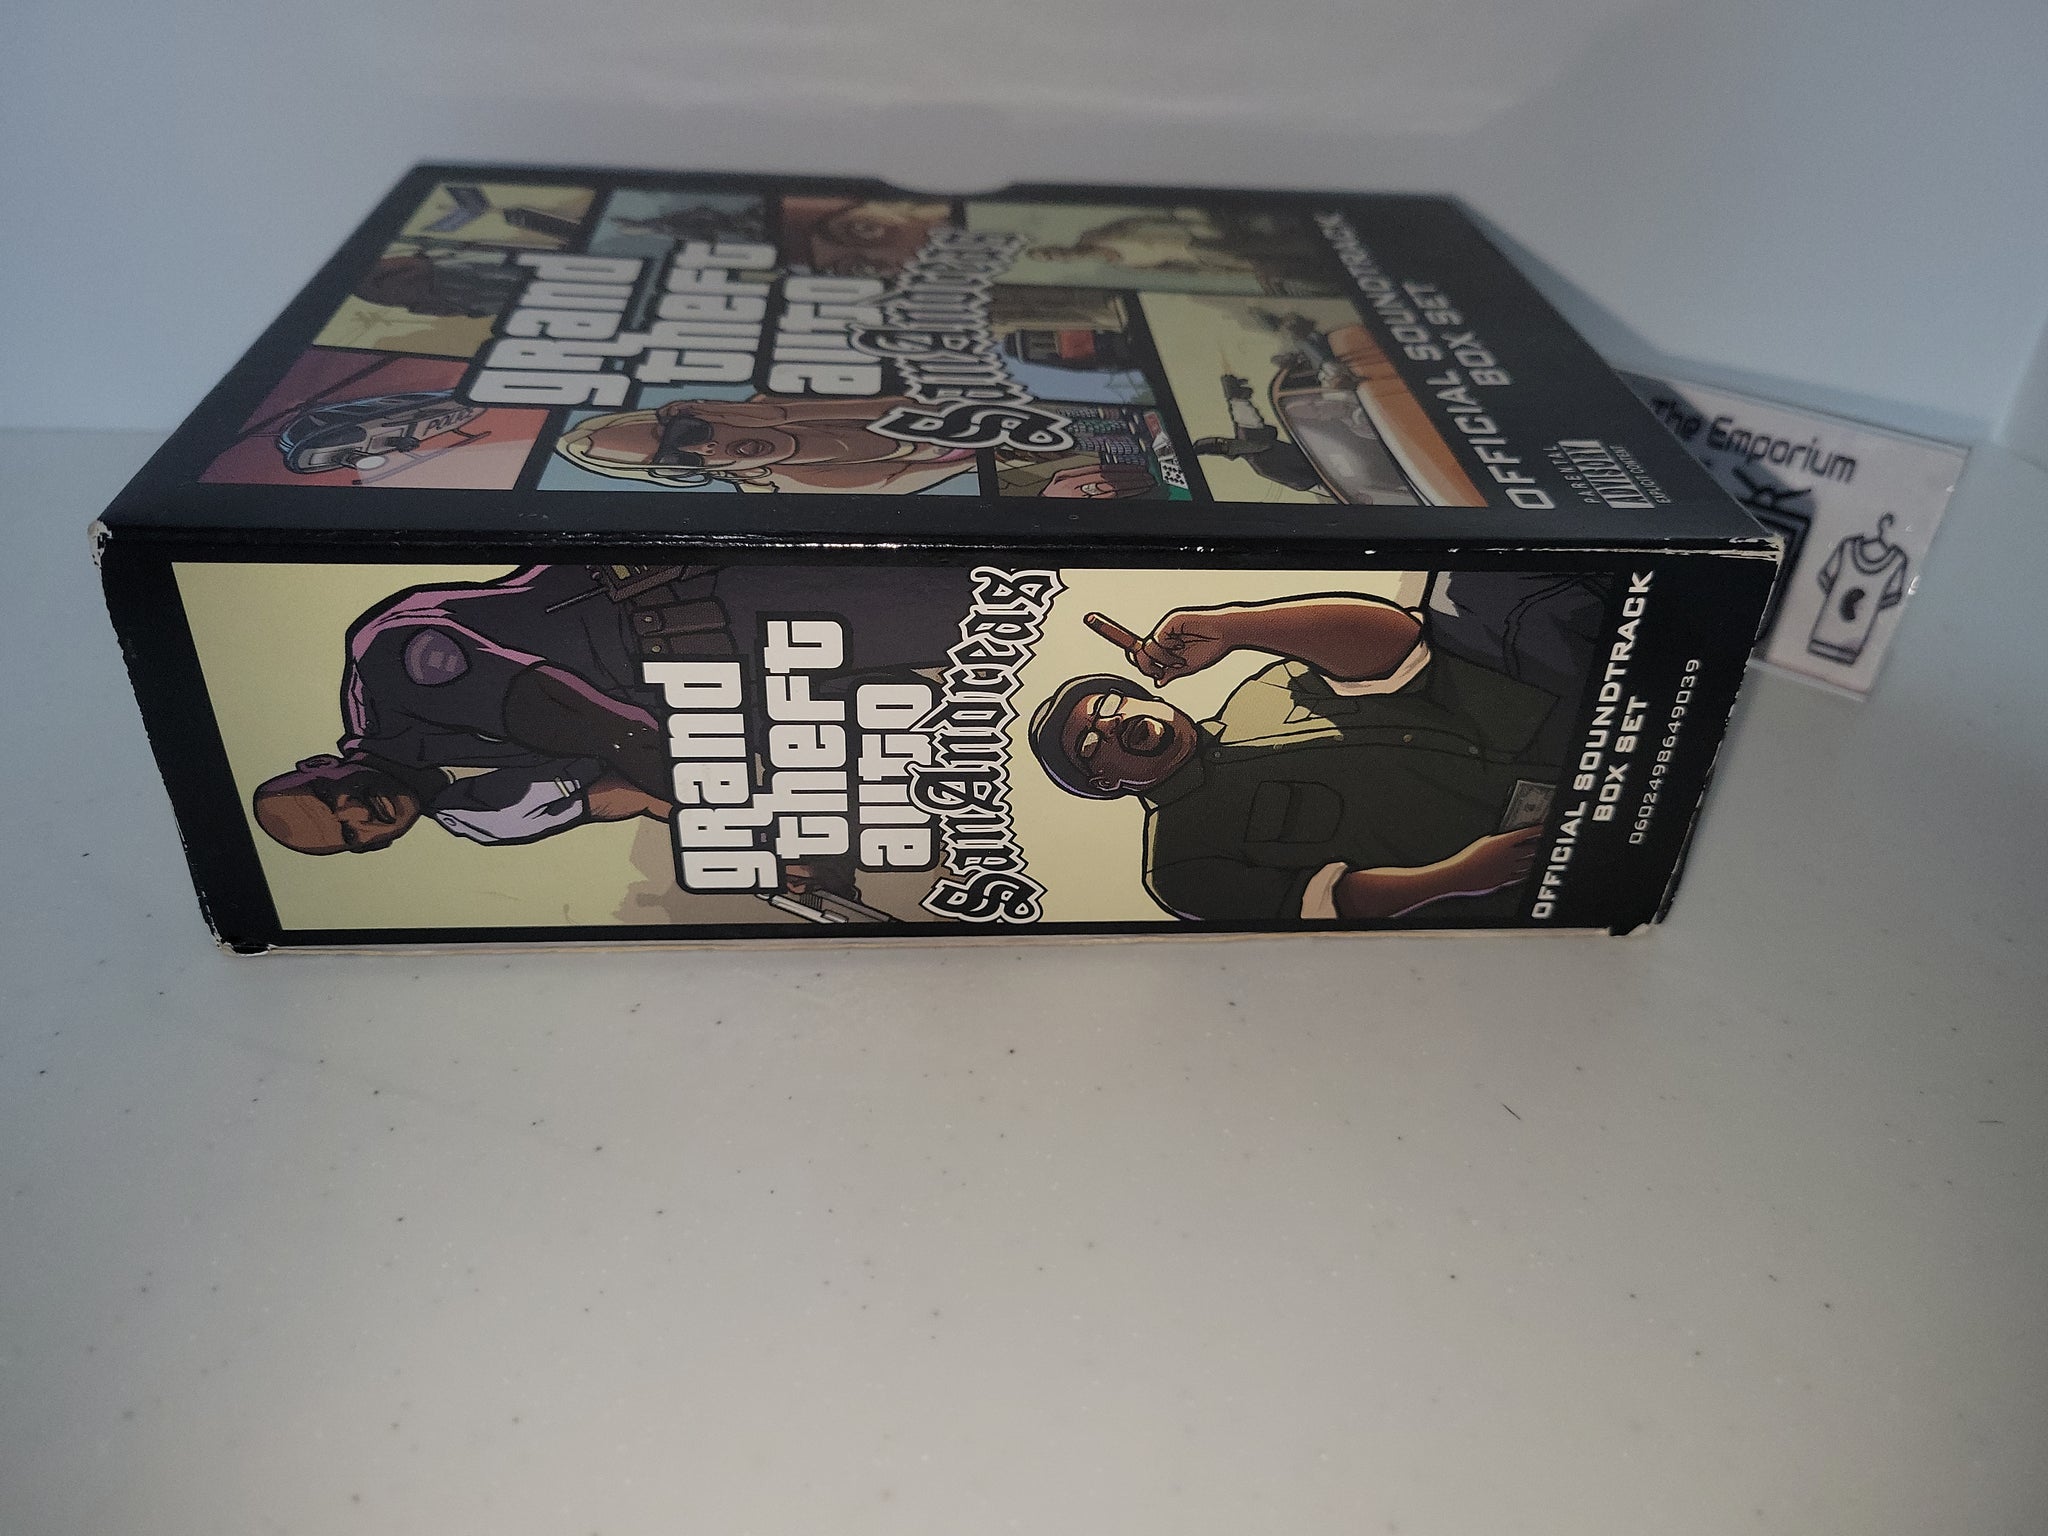 grand
theft
auto
San Andreas
OFFICIAL SOUNDTRACK
BOX SET
PARENTAL
ADVISORY
EXPLICIT CONTENT
POLICE
grand
theft
auto
San Andreas
OFFICIAL SOUNDTRACK
BOX SET
0602498649039
The Emporium